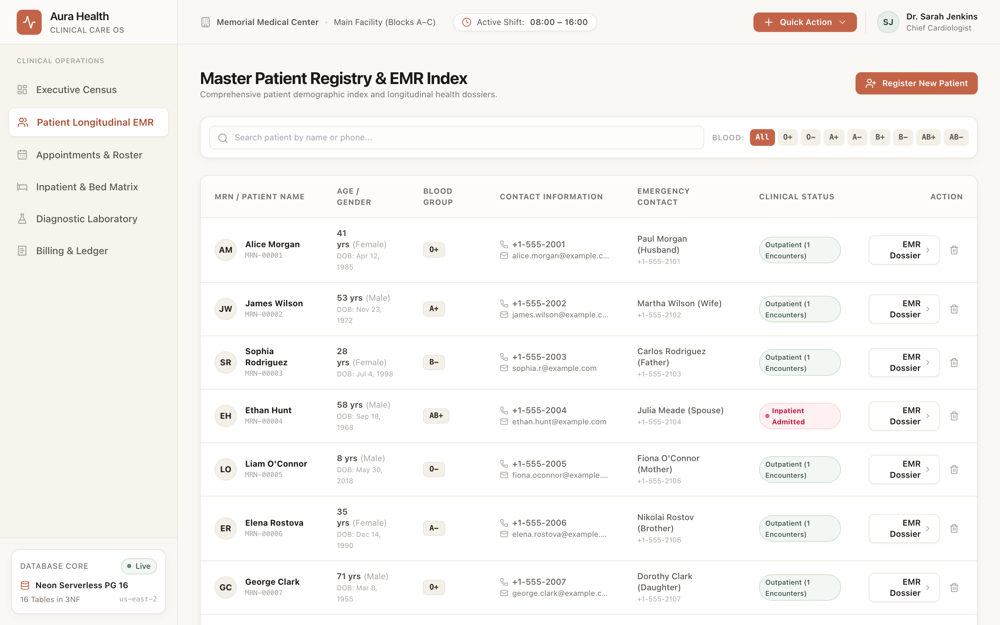 Aura Health
CLINICAL CARE OS
Memorial Medical Center · Main Facility (Blocks A–C)
Active Shift: 08:00 – 16:00
Quick Action
SJ
Dr. Sarah Jenkins
Chief Cardiologist
CLINICAL OPERATIONS
Executive Census
Patient Longitudinal EMR
Appointments & Roster
Inpatient & Bed Matrix
Diagnostic Laboratory
Billing & Ledger
DATABASE CORE
Live
Neon Serverless PG 16
16 Tables in 3NF
us-east-2
Master Patient Registry & EMR Index
Comprehensive patient demographic index and longitudinal health dossiers.
Register New Patient
Search patient by name or phone...
BLOOD: All O+ O− A+ A− B+ B− AB+ AB−
MRN / PATIENT NAME
AGE /
GENDER
BLOOD
GROUP
CONTACT INFORMATION
EMERGENCY
CONTACT
CLINICAL STATUS
ACTION
AM
Alice Morgan
MRN-00001
41
yrs (Female)
DOB: Apr 12,
1985
O+
+1-555-2001
alice.morgan@example.c...
Paul Morgan
(Husband)
+1-555-2101
Outpatient (1
Encounters)
EMR
Dossier
JW
James Wilson
MRN-00002
53 yrs (Male)
DOB: Nov 23,
1972
A+
+1-555-2002
james.wilson@example.c...
Martha Wilson (Wife)
+1-555-2102
Outpatient (1
Encounters)
EMR
Dossier
SR
Sophia
Rodriguez
MRN-00003
28
yrs (Female)
DOB: Jul 4, 1998
B−
+1-555-2003
sophia.r@example.com
Carlos Rodriguez
(Father)
+1-555-2103
Outpatient (1
Encounters)
EMR
Dossier
EH
Ethan Hunt
MRN-00004
58 yrs (Male)
DOB: Sep 18,
1968
AB+
+1-555-2004
ethan.hunt@example.com
Julia Meade (Spouse)
+1-555-2104
Inpatient
Admitted
EMR
Dossier
LO
Liam O'Connor
MRN-00005
8 yrs (Male)
DOB: May 30,
2018
O−
+1-555-2005
fiona.oconnor@example....
Fiona O'Connor
(Mother)
+1-555-2105
Outpatient (1
Encounters)
EMR
Dossier
ER
Elena Rostova
MRN-00006
35
yrs (Female)
DOB: Dec 14,
1990
A−
+1-555-2006
elena.rostova@example....
Nikolai Rostov
(Brother)
+1-555-2106
Outpatient (1
Encounters)
EMR
Dossier
GC
George Clark
MRN-00007
71 yrs (Male)
DOB: Mar 8,
1955
O+
+1-555-2007
george.clark@example.c...
Dorothy Clark
(Daughter)
+1-555-2107
Outpatient (1
Encounters)
EMR
Dossier